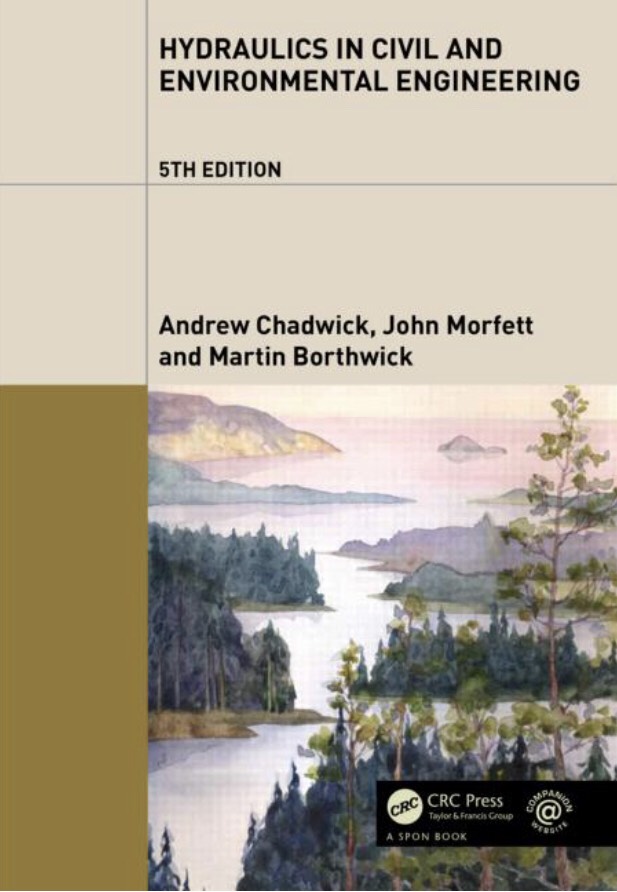 HYDRAULICS IN CIVIL AND
ENVIRONMENTAL ENGINEERING
5TH EDITION
Andrew Chadwick, John Morfett
and Martin Borthwick
CRC
CRC Press
Taylor & Francis Group
A SPON BOOK
COMPANION
@
WEBSITE